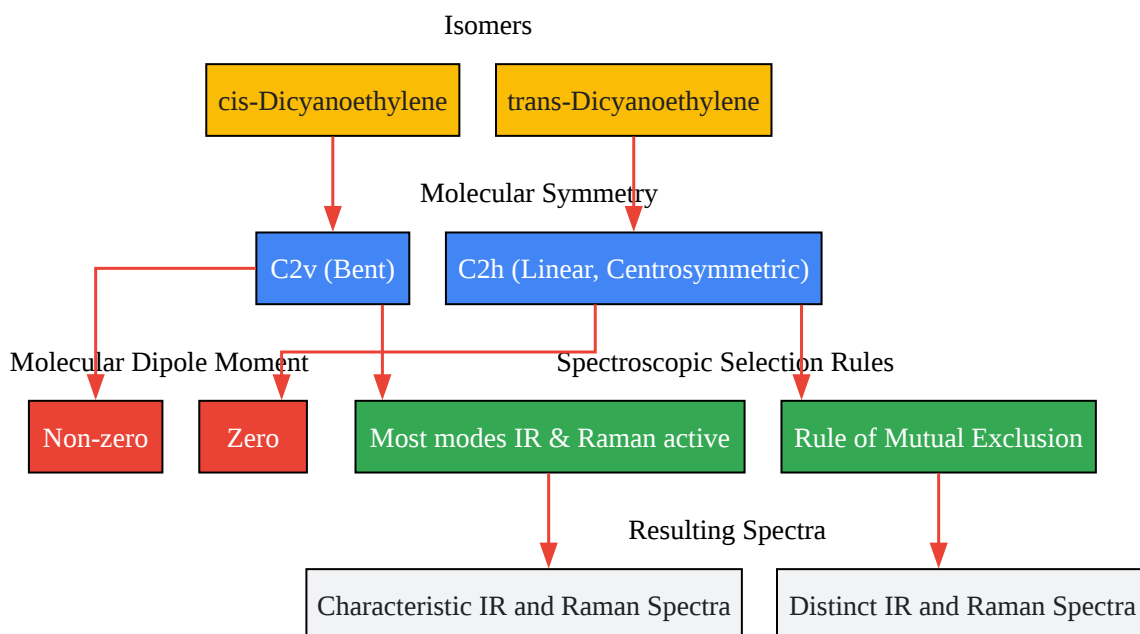 Isomers
cis-Dicyanoethylene
trans-Dicyanoethylene
Molecular Symmetry
C2v (Bent)
C2h (Linear, Centrosymmetric)
Molecular Dipole Moment
Spectroscopic Selection Rules
Non-zero
Zero
Most modes IR & Raman active
Rule of Mutual Exclusion
Resulting Spectra
Characteristic IR and Raman Spectra
Distinct IR and Raman Spectra